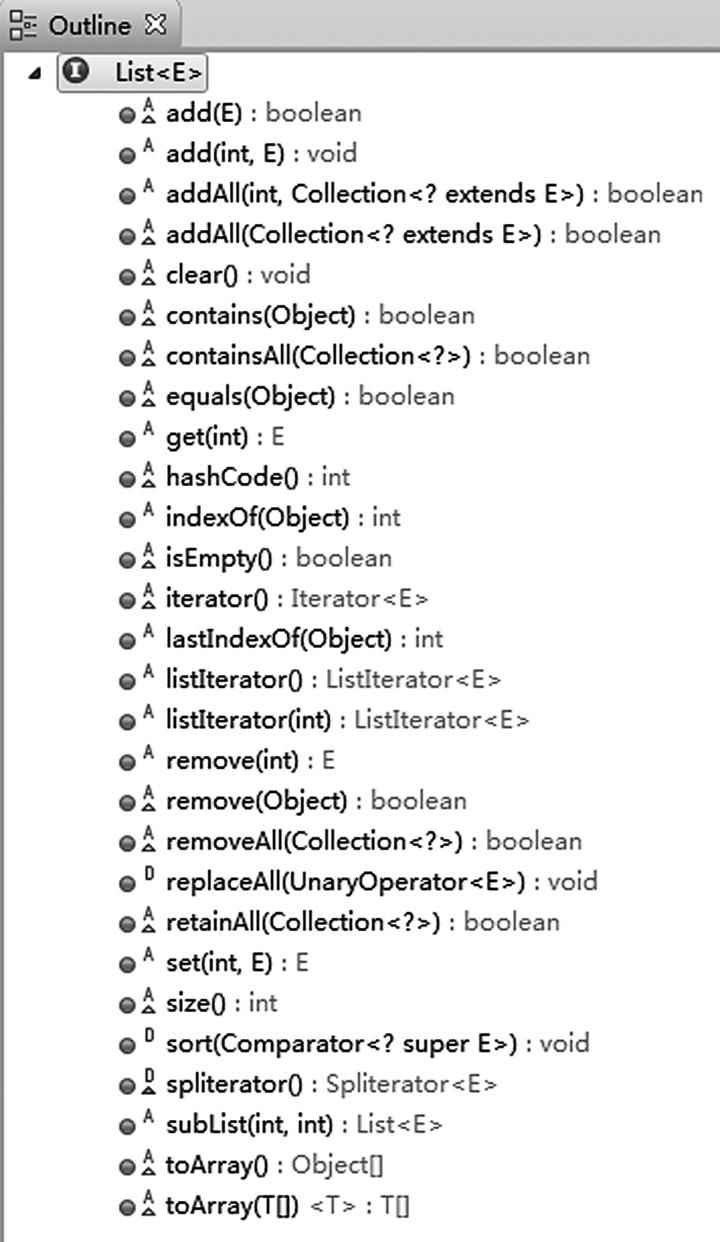 Outline
List<E>
A add(E) : boolean
A add(int, E) : void
A addAll(int, Collection<? extends E>) : boolean
A addAll(Collection<? extends E>) : boolean
A clear() : void
A contains(Object) : boolean
A containsAll(Collection<?>) : boolean
A equals(Object) : boolean
A get(int) : E
A hashCode() : int
A indexOf(Object) : int
A isEmpty() : boolean
A iterator() : Iterator<E>
A lastIndexOf(Object) : int
A listIterator() : ListIterator<E>
A listIterator(int) : ListIterator<E>
A remove(int) : E
A remove(Object) : boolean
A removeAll(Collection<?>) : boolean
D replaceAll(UnaryOperator<E>) : void
A retainAll(Collection<?>) : boolean
A set(int, E) : E
A size() : int
D sort(Comparator<? super E>) : void
D spliterator() : Spliterator<E>
A subList(int, int) : List<E>
A toArray() : Object[]
A toArray(T[]) <T> : T[]